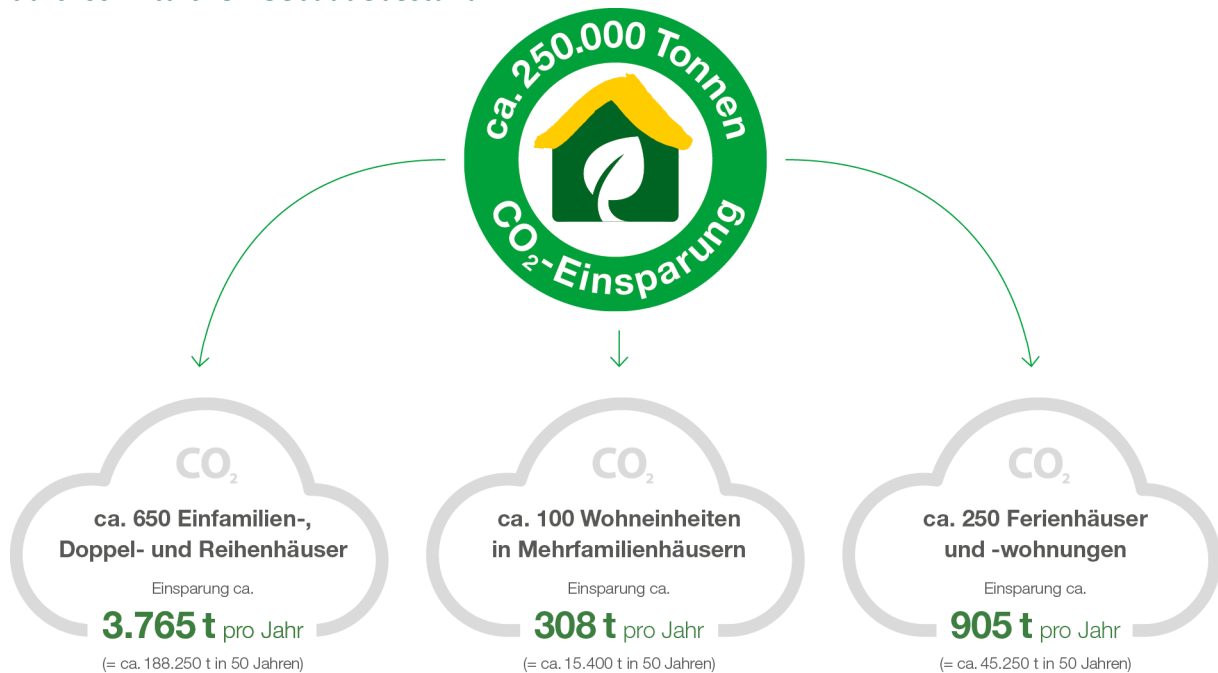 ca. 250.000 Tonnen
CO₂-Einsparung
CO₂
ca. 650 Einfamilien-,
Doppel- und Reihenhäuser
Einsparung ca.
3.765 t pro Jahr
(= ca. 188.250 t in 50 Jahren)
CO₂
ca. 100 Wohneinheiten
in Mehrfamilienhäusern
Einsparung ca.
308 t pro Jahr
(= ca. 15.400 t in 50 Jahren)
CO₂
ca. 250 Ferienhäuser
und -wohnungen
Einsparung ca.
905 t pro Jahr
(= ca. 45.250 t in 50 Jahren)